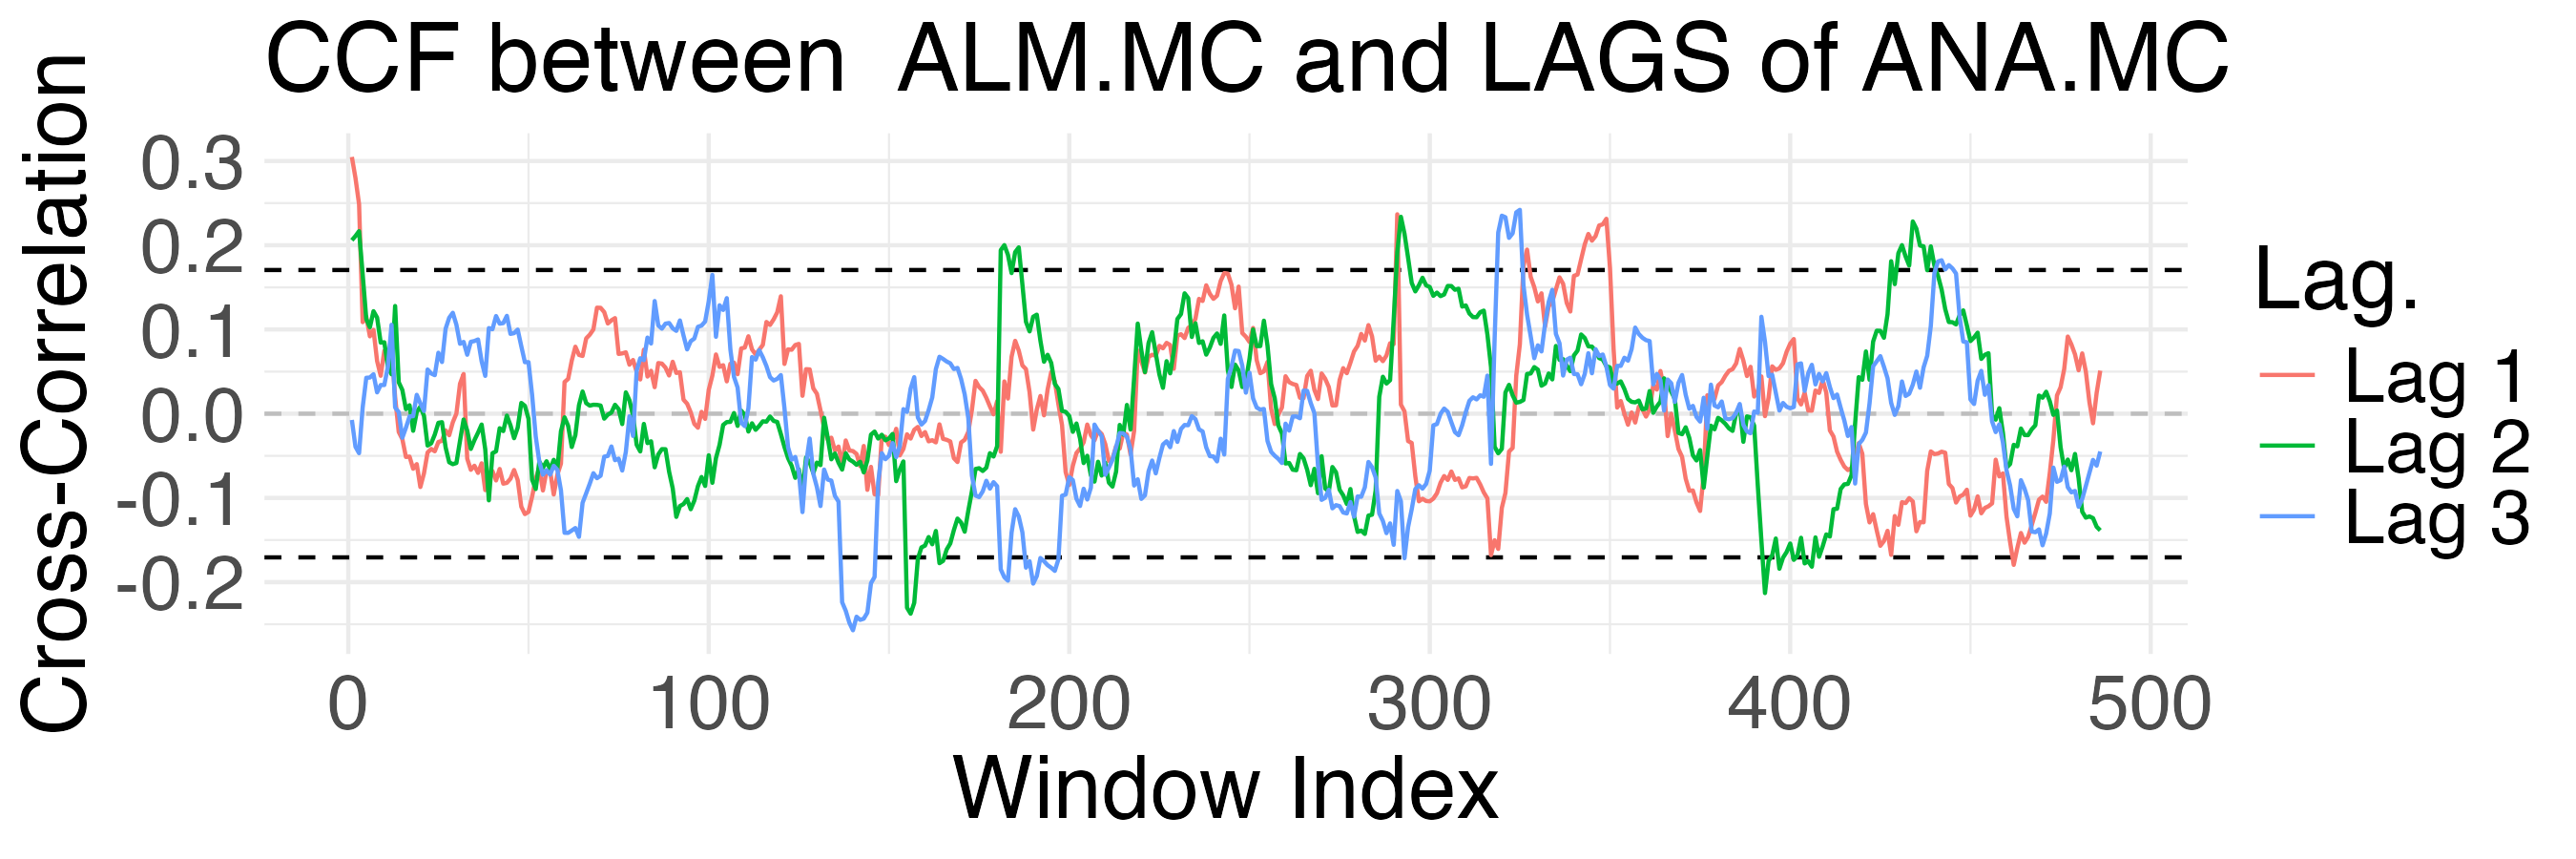 CCF between  ALM.MC and LAGS of ANA.MC
Cross-Correlation
0.3
0.2
0.1
0.0
-0.1
-0.2
0 100 200 300 400 500
Window Index
Lag.
Lag 1
Lag 2
Lag 3